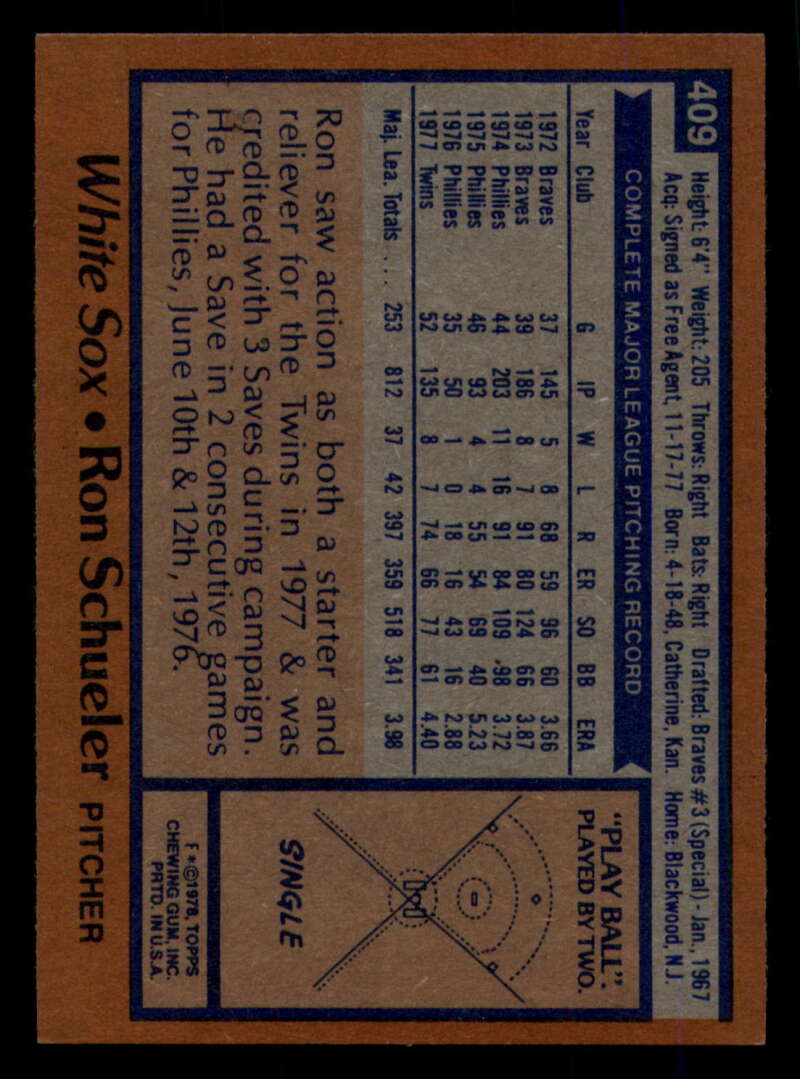 409
Height: 6'4" Weight: 205 Throws: Right Bats: Right Drafted: Braves #3 (Special) - Jan., 1967
Acq: Signed as Free Agent, 11-17-77 Born: 4-18-48, Catherine, Kan. Home: Blackwood, N.J.
COMPLETE MAJOR LEAGUE PITCHING RECORD
Year Club G IP W L R ER SO BB ERA
1972 Braves 37 145 5 8 68 59 96 60 3.66
1973 Braves 39 186 8 7 91 80 124 66 3.87
1974 Phillies 44 203 11 16 91 84 109 98 3.72
1975 Phillies 46 93 4 4 55 54 69 40 5.23
1976 Phillies 35 50 1 0 18 16 43 16 2.88
1977 Twins 52 135 8 7 74 66 77 61 4.40
Maj. Lea. Totals ... 253 812 37 42 397 359 518 341 3.98
Ron saw action as both a starter and
reliever for the Twins in 1977 & was
credited with 3 Saves during campaign.
He had a Save in 2 consecutive games
for Phillies, June 10th & 12th, 1976.
"PLAY BALL":
PLAYED BY TWO.
SINGLE
F*©1978, TOPPS
CHEWING GUM, INC.
PRTD. IN U.S.A.
White Sox • Ron Schueler PITCHER